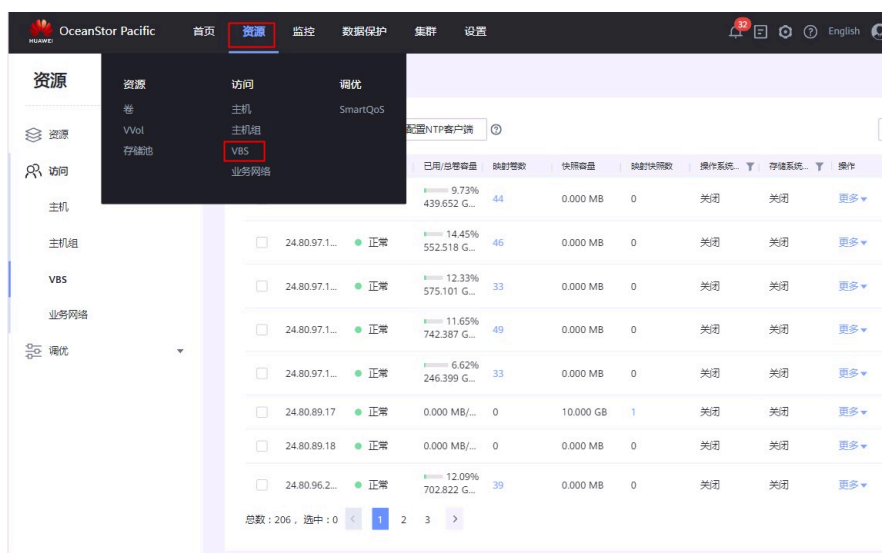 HUAWEI OceanStor Pacific 首页 资源 监控 数据保护 集群 设置 32 English
资源
资源 访问 调优
卷 主机 SmartQoS
VVol 主机组
存储池 VBS
业务网络
资源
访问
主机
主机组
VBS
业务网络
调优
配置NTP客户端
已用/总卷容量 映射卷数 快照容量 映射快照数 操作系统... 存储系统... 操作
9.73%
439.652 G... 44 0.000 MB 0 关闭 关闭 更多
24.80.97.1... 正常 14.45%
552.518 G... 46 0.000 MB 0 关闭 关闭 更多
24.80.97.1... 正常 12.33%
575.101 G... 33 0.000 MB 0 关闭 关闭 更多
24.80.97.1... 正常 11.65%
742.387 G... 49 0.000 MB 0 关闭 关闭 更多
24.80.97.1... 正常 6.62%
246.399 G... 33 0.000 MB 0 关闭 关闭 更多
24.80.89.17 正常 0.000 MB/... 0 10.000 GB 1 关闭 关闭 更多
24.80.89.18 正常 0.000 MB/... 0 0.000 MB 0 关闭 关闭 更多
24.80.96.2... 正常 12.09%
702.822 G... 39 0.000 MB 0 关闭 关闭 更多
总数：206，选中：0 < 1 2 3 >